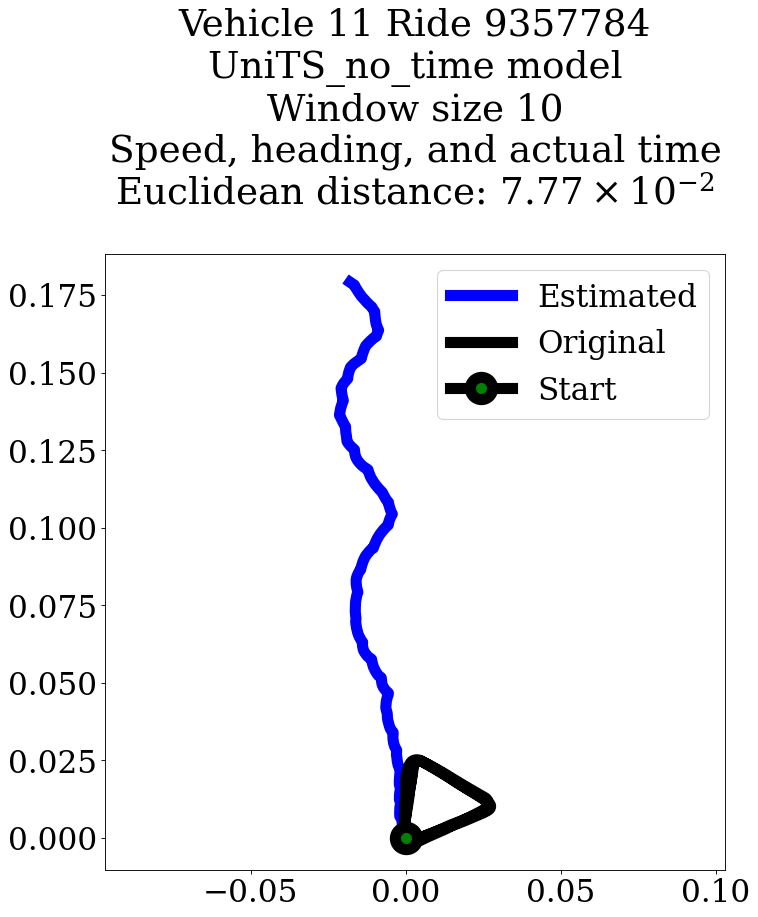 Vehicle 11 Ride 9357784
UniTS_no_time model
Window size 10
Speed, heading, and actual time
Euclidean distance: 7.77 × 10⁻²
Estimated
Original
Start
0.175
0.150
0.125
0.100
0.075
0.050
0.025
0.000
−0.05 0.00 0.05 0.10